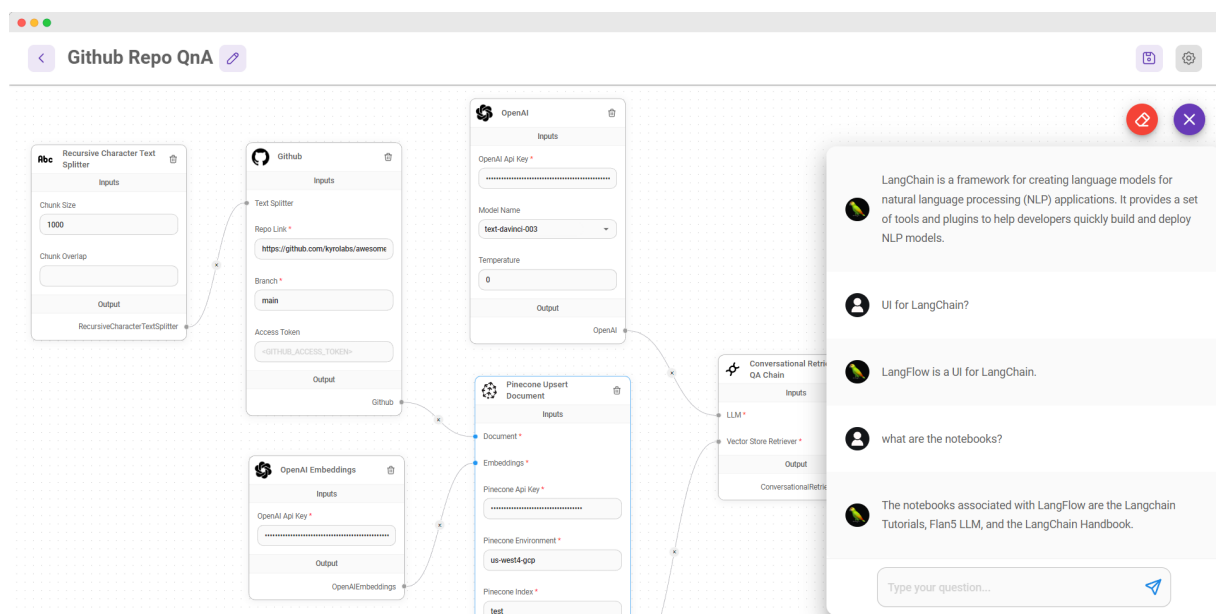 Github Repo QnA
Abc
Recursive Character Text
Splitter
Inputs
Chunk Size
1000
Chunk Overlap
Output
RecursiveCharacterTextSplitter
Github
Inputs
Text Splitter
Repo Link *
https://github.com/kyrolabs/awesome
Branch *
main
Access Token
<GITHUB_ACCESS_TOKEN>
Output
Github
OpenAI Embeddings
Inputs
OpenAI Api Key *
Output
OpenAIEmbeddings
OpenAI
Inputs
OpenAI Api Key *
Model Name
text-davinci-003
Temperature
0
Output
OpenAI
Pinecone Upsert
Document
Inputs
Document *
Embeddings *
Pinecone Api Key *
Pinecone Environment *
us-west4-gcp
Pinecone Index *
test
Conversational Retri
QA Chain
Inputs
LLM *
Vector Store Retriever *
Output
ConversationalRetrie
LangChain is a framework for creating language models for
natural language processing (NLP) applications. It provides a set
of tools and plugins to help developers quickly build and deploy
NLP models.
UI for LangChain?
LangFlow is a UI for LangChain.
what are the notebooks?
The notebooks associated with LangFlow are the Langchain
Tutorials, Flan5 LLM, and the LangChain Handbook.
Type your question...